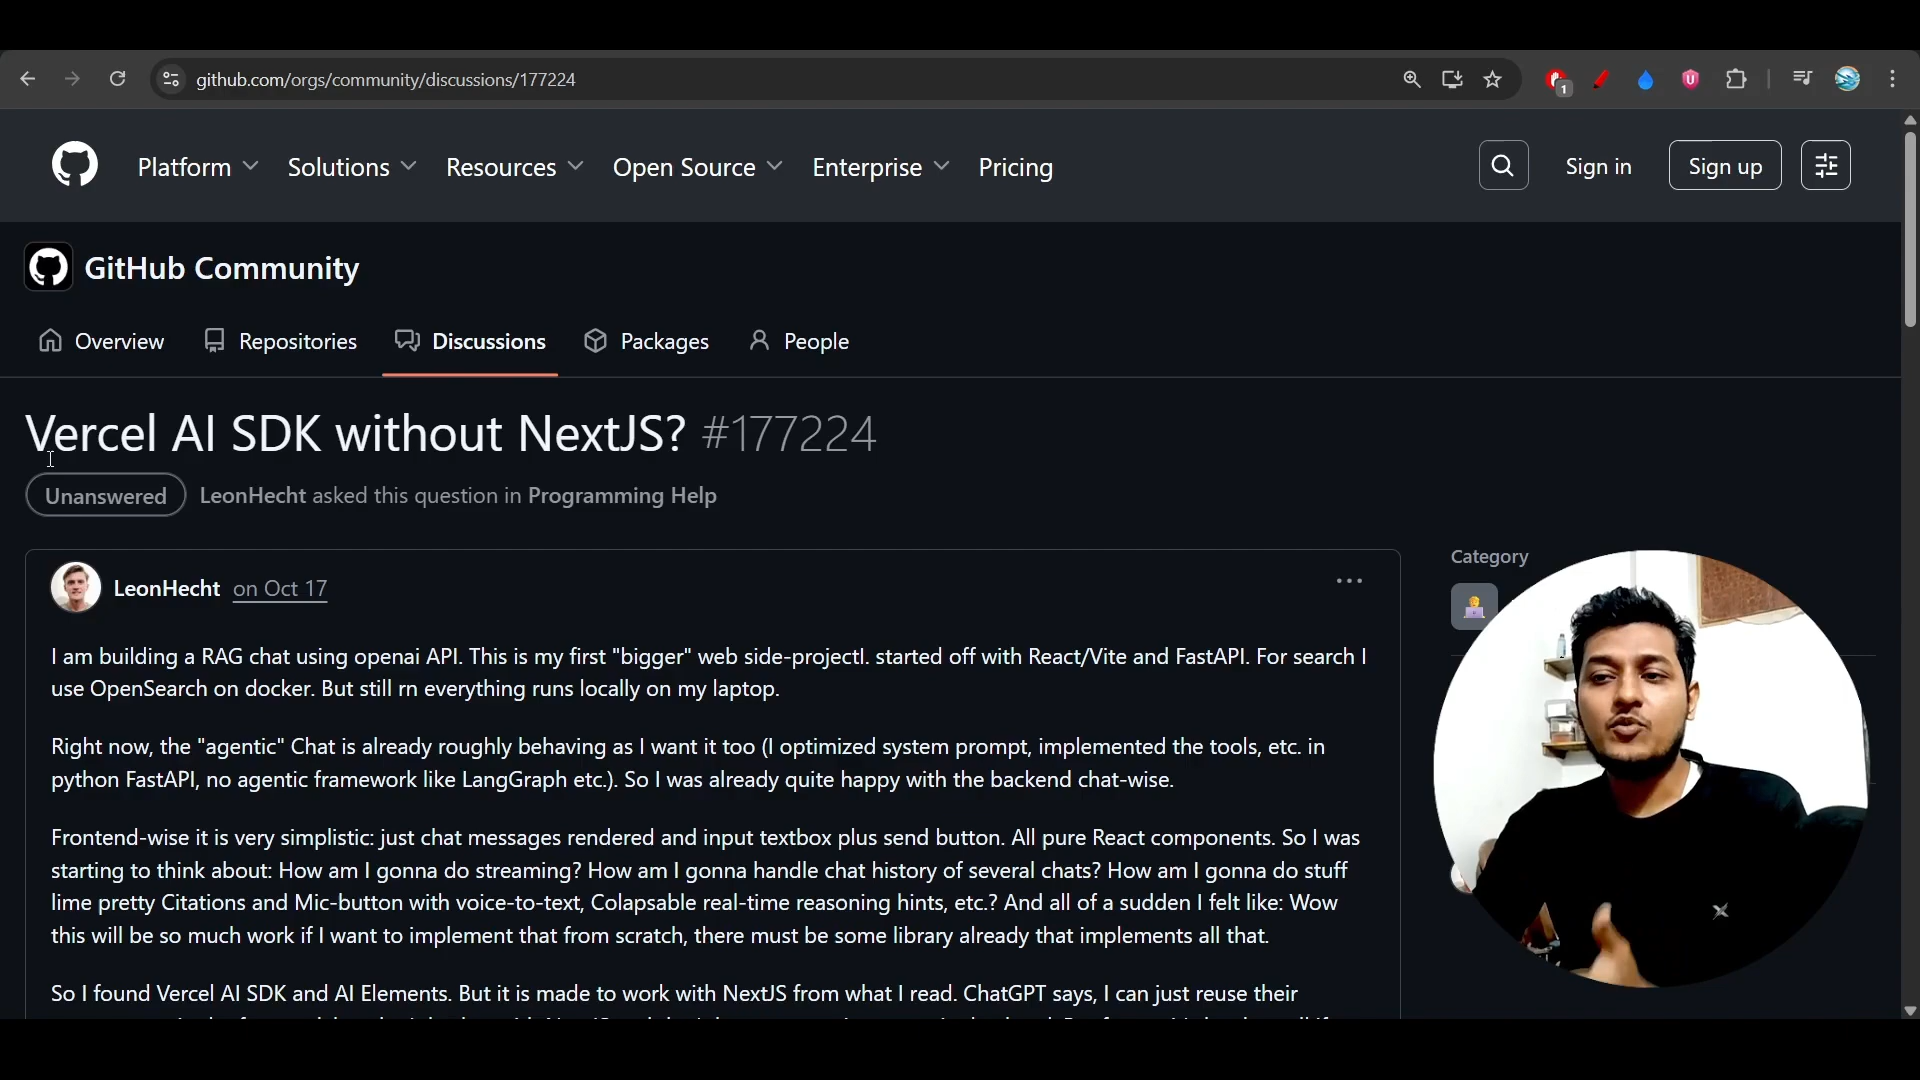 github.com/orgs/community/discussions/177224
1
Platform Solutions Resources Open Source Enterprise Pricing Sign in Sign up
GitHub Community
Overview Repositories Discussions Packages People
Vercel AI SDK without NextJS? #177224
Unanswered LeonHecht asked this question in Programming Help
Category
LeonHecht on Oct 17
I am building a RAG chat using openai API. This is my first "bigger" web side-projectI. started off with React/Vite and FastAPI. For search I
use OpenSearch on docker. But still rn everything runs locally on my laptop.
Right now, the "agentic" Chat is already roughly behaving as I want it too (I optimized system prompt, implemented the tools, etc. in
python FastAPI, no agentic framework like LangGraph etc.). So I was already quite happy with the backend chat-wise.
Frontend-wise it is very simplistic: just chat messages rendered and input textbox plus send button. All pure React components. So I was
starting to think about: How am I gonna do streaming? How am I gonna handle chat history of several chats? How am I gonna do stuff
lime pretty Citations and Mic-button with voice-to-text, Colapsable real-time reasoning hints, etc.? And all of a sudden I felt like: Wow
this will be so much work if I want to implement that from scratch, there must be some library already that implements all that.
So I found Vercel AI SDK and AI Elements. But it is made to work with NextJS from what I read. ChatGPT says, I can just reuse their